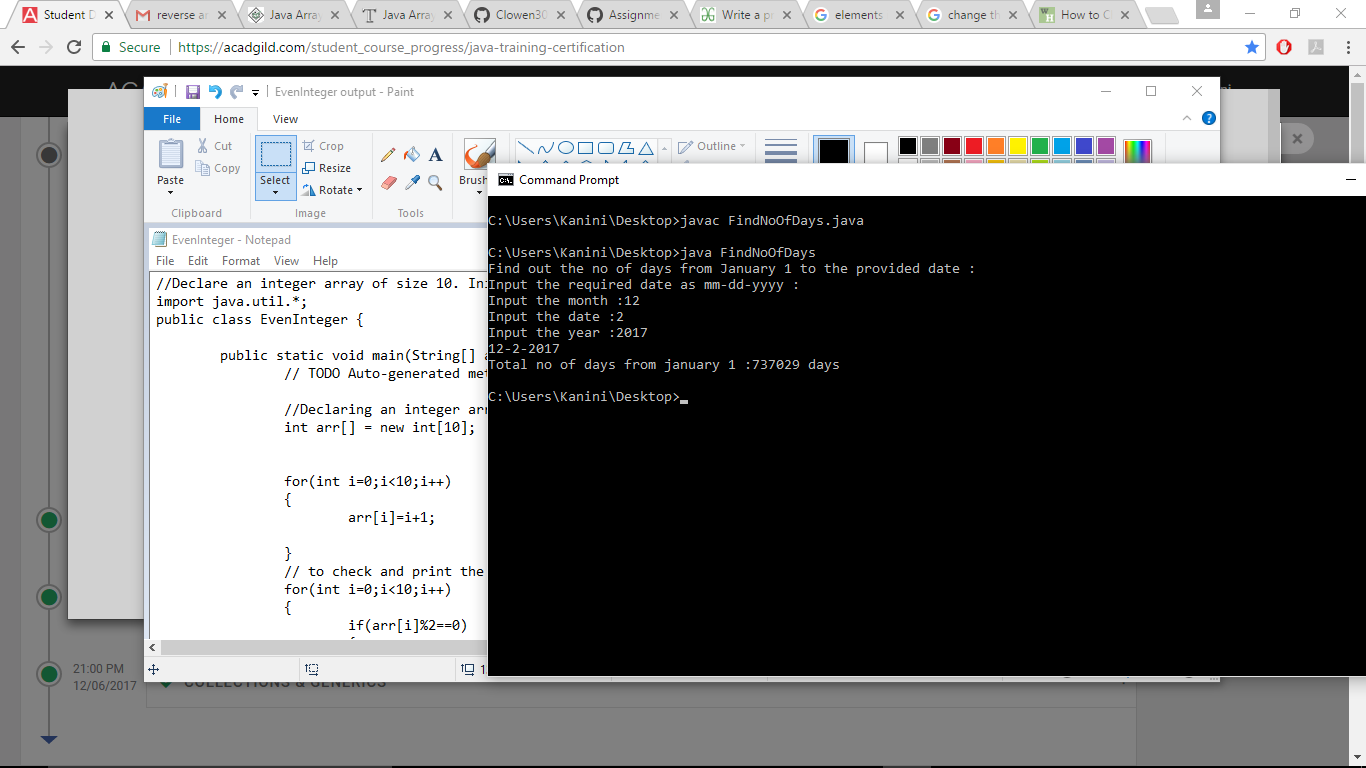 Student D
reverse ar
Java Array
Java Array
Clowen30
Assignme
Write a pr
elements
change th
How to C
Secure
https://acadgild.com/student_course_progress/java-training-certification
EvenInteger output - Paint
File
Home
View
Paste
Cut
Copy
Clipboard
Select
Crop
Resize
Rotate
Image
Tools
Brush
Outline
EvenInteger - Notepad
File Edit Format View Help
//Declare an integer array of size 10. Ini
import java.util.*;
public class EvenInteger {
public static void main(String[] a
// TODO Auto-generated met
//Declaring an integer arr
int arr[] = new int[10];
for(int i=0;i<10;i++)
{
arr[i]=i+1;
}
// to check and print the
for(int i=0;i<10;i++)
{
if(arr[i]%2==0)
Command Prompt
C:\Users\Kanini\Desktop>javac FindNoOfDays.java
C:\Users\Kanini\Desktop>java FindNoOfDays
Find out the no of days from January 1 to the provided date :
Input the required date as mm-dd-yyyy :
Input the month :12
Input the date :2
Input the year :2017
12-2-2017
Total no of days from january 1 :737029 days
C:\Users\Kanini\Desktop>
21:00 PM
12/06/2017
COLLECTIONS & GENERICS